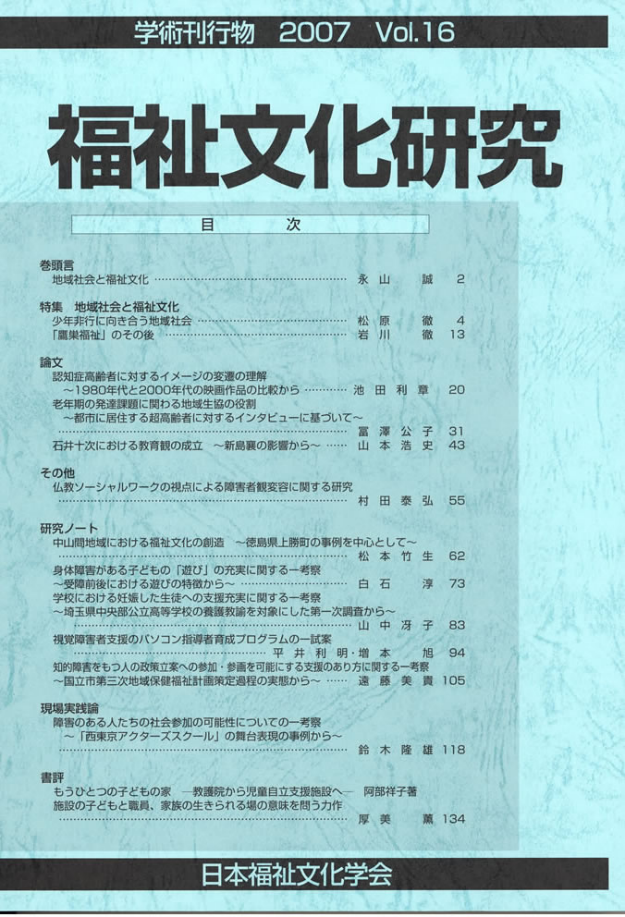 学術刊行物 2007 Vol.16
福祉文化研究
目 次
巻頭言
地域社会と福祉文化 ………………………………… 永山 誠 2
特集 地域社会と福祉文化
少年非行に向き合う地域社会 ………………………… 松原 徹 4
「鷹巣福祉」のその後 ………………………………… 岩川 徹 13
論文
認知症高齢者に対するイメージの変遷の理解
～1980年代と2000年代の映画作品の比較から ………… 池田利草 20
老年期の発達課題に関わる地域生協の役割
～都市に居住する超高齢者に対するインタビューに基づいて～
………………………………………………… 冨澤公子 31
石井十次における教育観の成立 ～新島襄の影響から～ …… 山本浩史 43
その他
仏教ソーシャルワークの視点による障害者観変容に関する研究
………………………………………………… 村田泰弘 55
研究ノート
中山間地域における福祉文化の創造 ～徳島県上勝町の事例を中心として～
………………………………………………… 松本竹生 62
身体障害がある子どもの「遊び」の充実に関する一考察
～受障前後における遊びの特徴から～ ………………… 白石 淳 73
学校における妊娠した生徒への支援充実に関する一考察
～埼玉県中央部公立高等学校の養護教諭を対象にした第一次調査から～
………………………………………………… 山中冴子 83
視覚障害者支援のパソコン指導者育成プログラムの一試案
………………………………… 平井利明・増本 旭 94
知的障害をもつ人の政策立案への参加・参画を可能にする支援のあり方に関する一考察
～国立市第三次地域保健福祉計画策定過程の実態から～ …… 遠藤美貴 105
現場実践論
障害のある人たちの社会参加の可能性についての一考察
～「西東京アクターズスクール」の舞台表現の事例から～
………………………………………………… 鈴木隆雄 118
書評
もうひとつの子どもの家 ―教護院から児童自立支援施設へ― 阿部祥子著
施設の子どもと職員、家族の生きられる場の意味を問う力作
………………………………………………… 厚美 薫 134
日本福祉文化学会